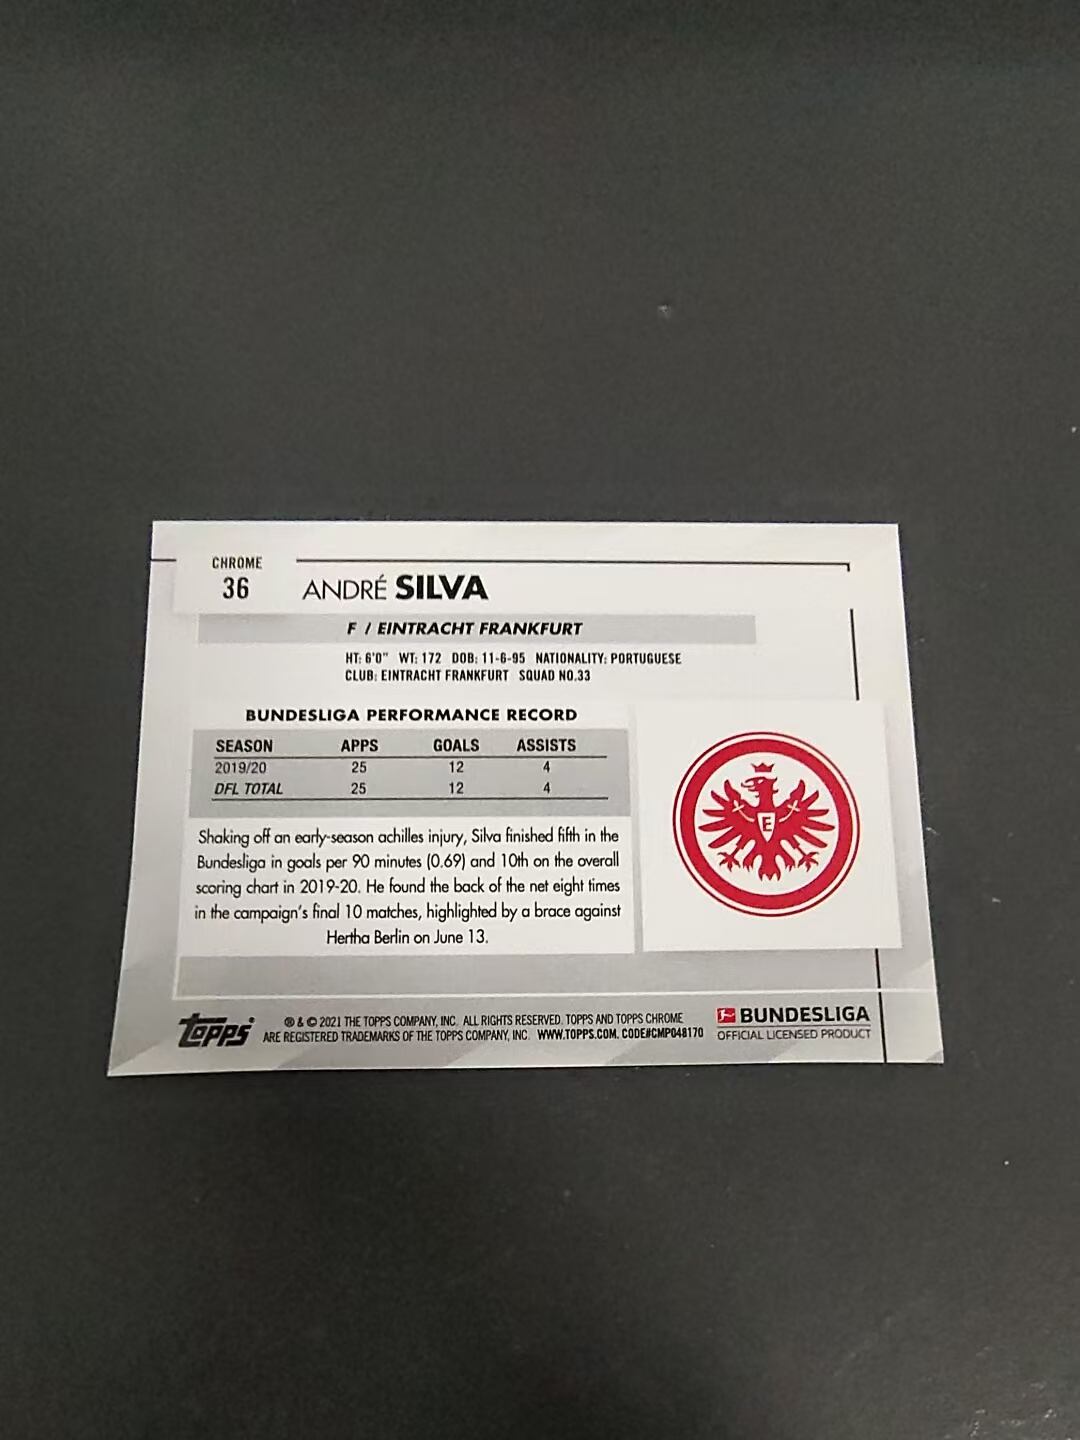 CHROME
36
ANDRÉ SILVA
F / EINTRACHT FRANKFURT
HT: 6'0" WT: 172 DOB: 11-6-95 NATIONALITY: PORTUGUESE
CLUB: EINTRACHT FRANKFURT SQUAD NO.33
BUNDESLIGA PERFORMANCE RECORD
SEASON APPS GOALS ASSISTS
2019/20 25 12 4
DFL TOTAL 25 12 4
Shaking off an early-season achilles injury, Silva finished fifth in the
Bundesliga in goals per 90 minutes (0.69) and 10th on the overall
scoring chart in 2019-20. He found the back of the net eight times
in the campaign's final 10 matches, highlighted by a brace against
Hertha Berlin on June 13.
E
Topps
® & © 2021 THE TOPPS COMPANY, INC. ALL RIGHTS RESERVED. TOPPS AND TOPPS CHROME
ARE REGISTERED TRADEMARKS OF THE TOPPS COMPANY, INC. WWW.TOPPS.COM. CODE#CMP048170
BUNDESLIGA
OFFICIAL LICENSED PRODUCT